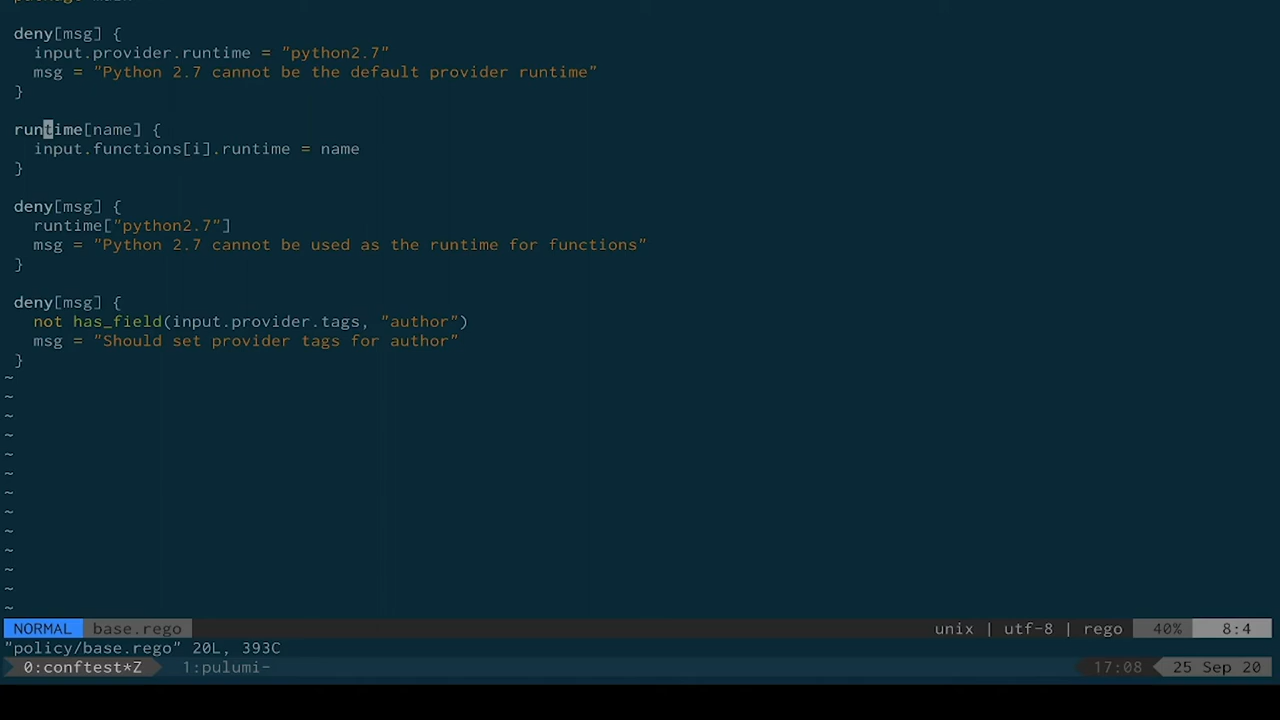 package main
deny[msg] {
  input.provider.runtime = "python2.7"
  msg = "Python 2.7 cannot be the default provider runtime"
}
runtime[name] {
  input.functions[i].runtime = name
}
deny[msg] {
  runtime["python2.7"]
  msg = "Python 2.7 cannot be used as the runtime for functions"
}
deny[msg] {
  not has_field(input.provider.tags, "author")
  msg = "Should set provider tags for author"
}
~
~
~
~
~
~
~
~
~
~
~
~
~
NORMAL base.rego unix | utf-8 | rego 40% 8:4
"policy/base.rego" 20L, 393C
0:conftest*Z 1:pulumi- 17:08 25 Sep 20